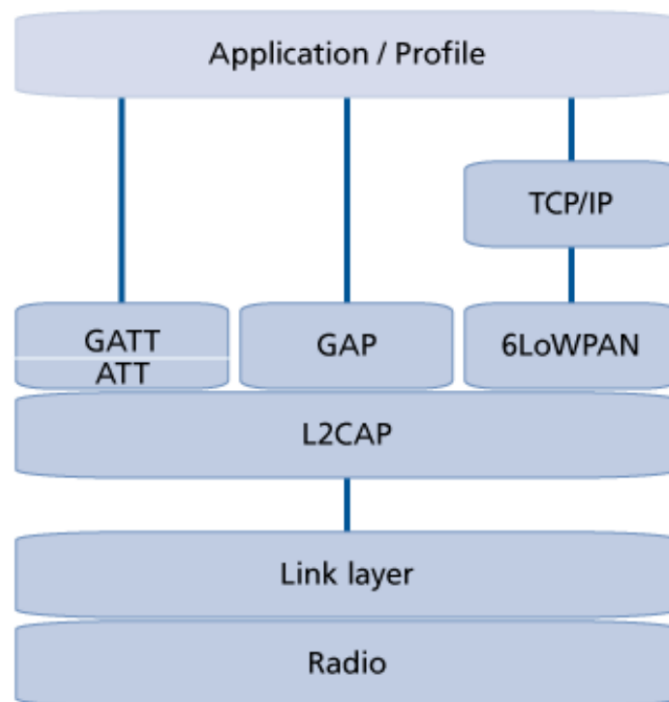 Application / Profile
TCP/IP
GATT
ATT
GAP
6LoWPAN
L2CAP
Link layer
Radio